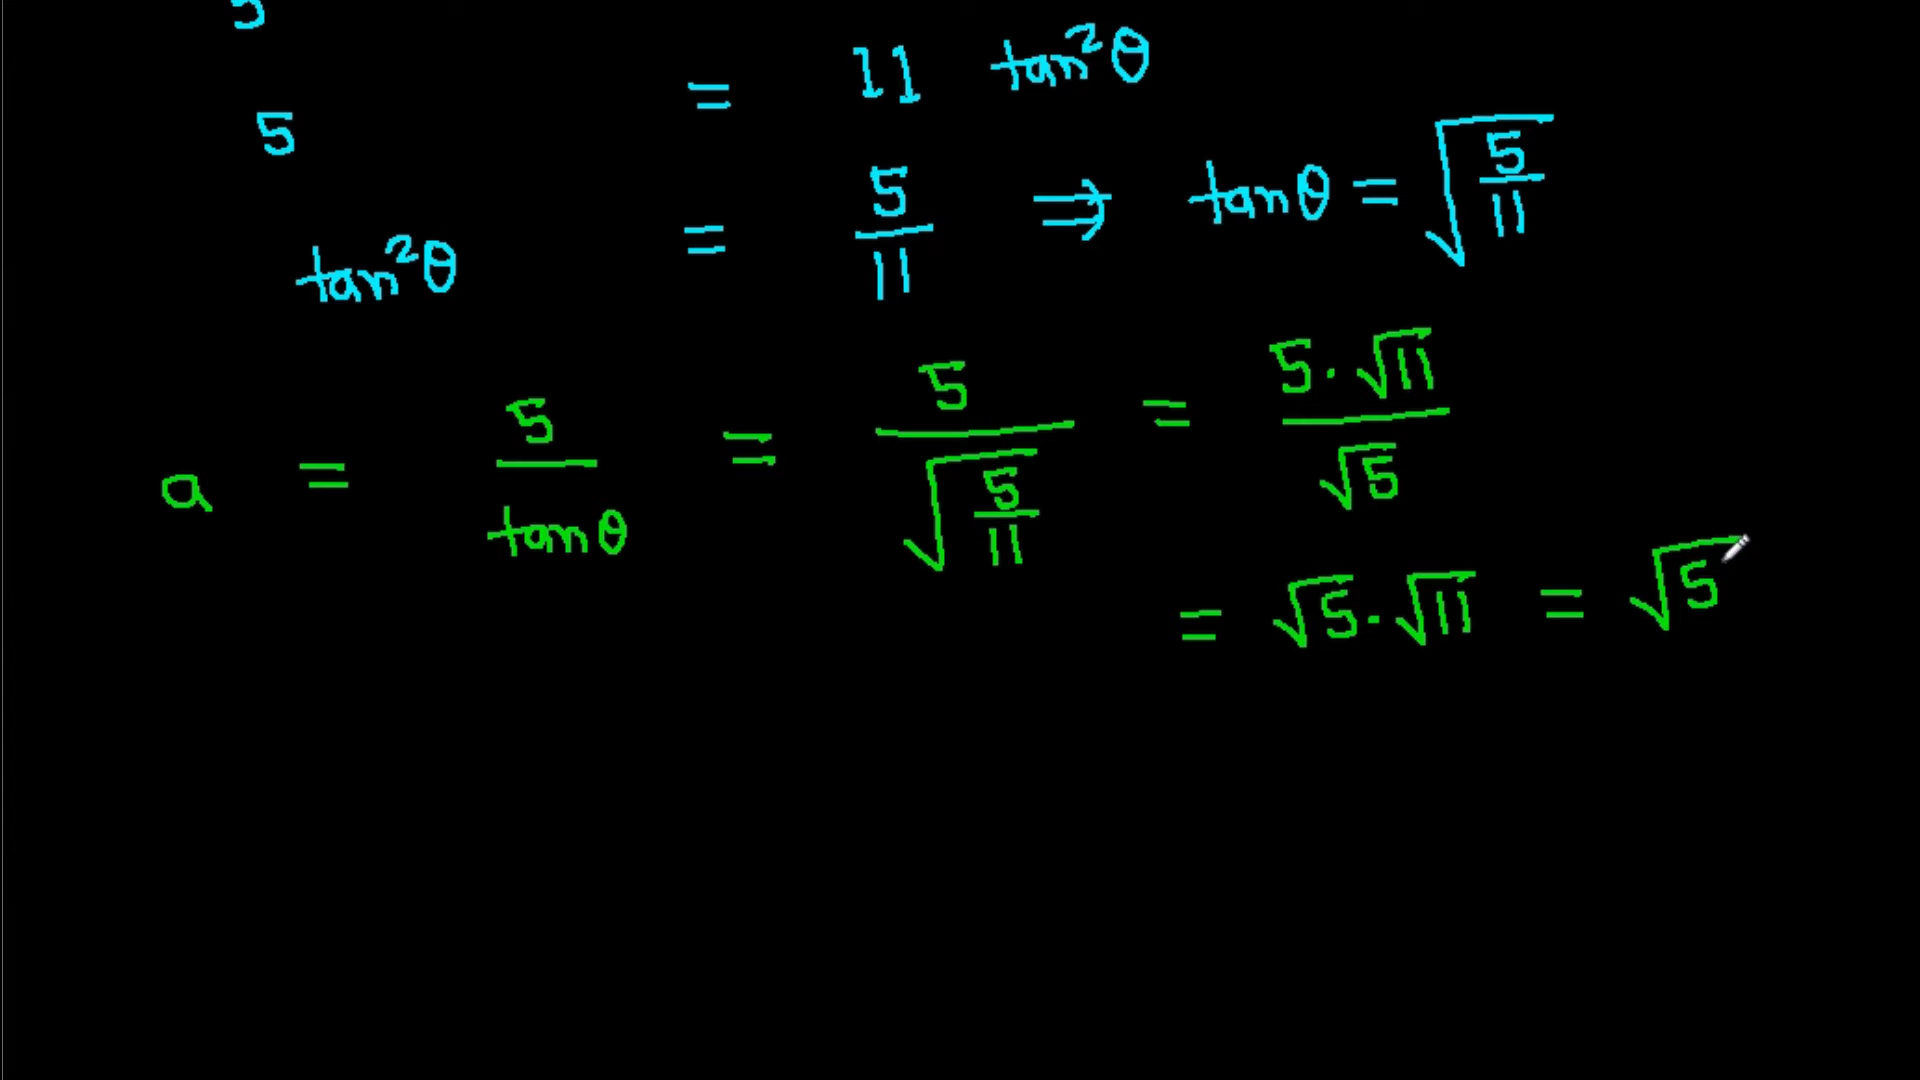 5
5 = 11 tan²θ
tan²θ = 5/11 ⇒ tanθ = √(5/11)
a = 5/tanθ = 5/√(5/11) = 5·√11/√5
= √5·√11 = √5